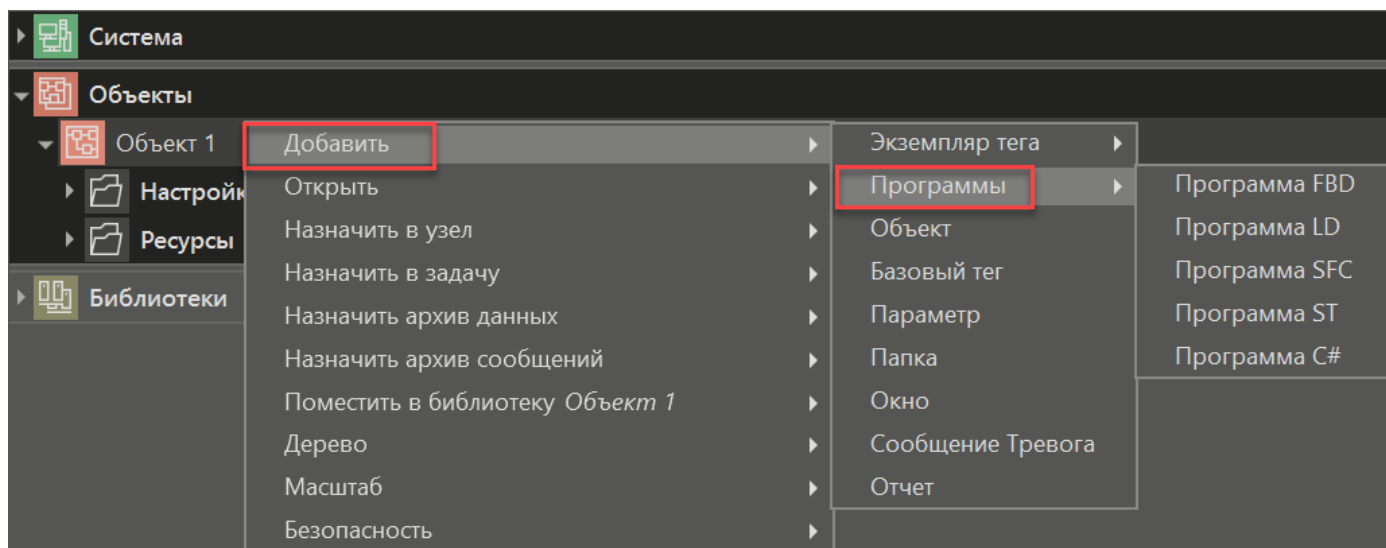 Система
Объекты
Объект 1
Настройк
Ресурсы
Библиотеки
Добавить
Открыть
Назначить в узел
Назначить в задачу
Назначить архив данных
Назначить архив сообщений
Поместить в библиотеку Объект 1
Дерево
Масштаб
Безопасность
Экземпляр тега
Программы
Объект
Базовый тег
Параметр
Папка
Окно
Сообщение Тревога
Отчет
Программа FBD
Программа LD
Программа SFC
Программа ST
Программа C#